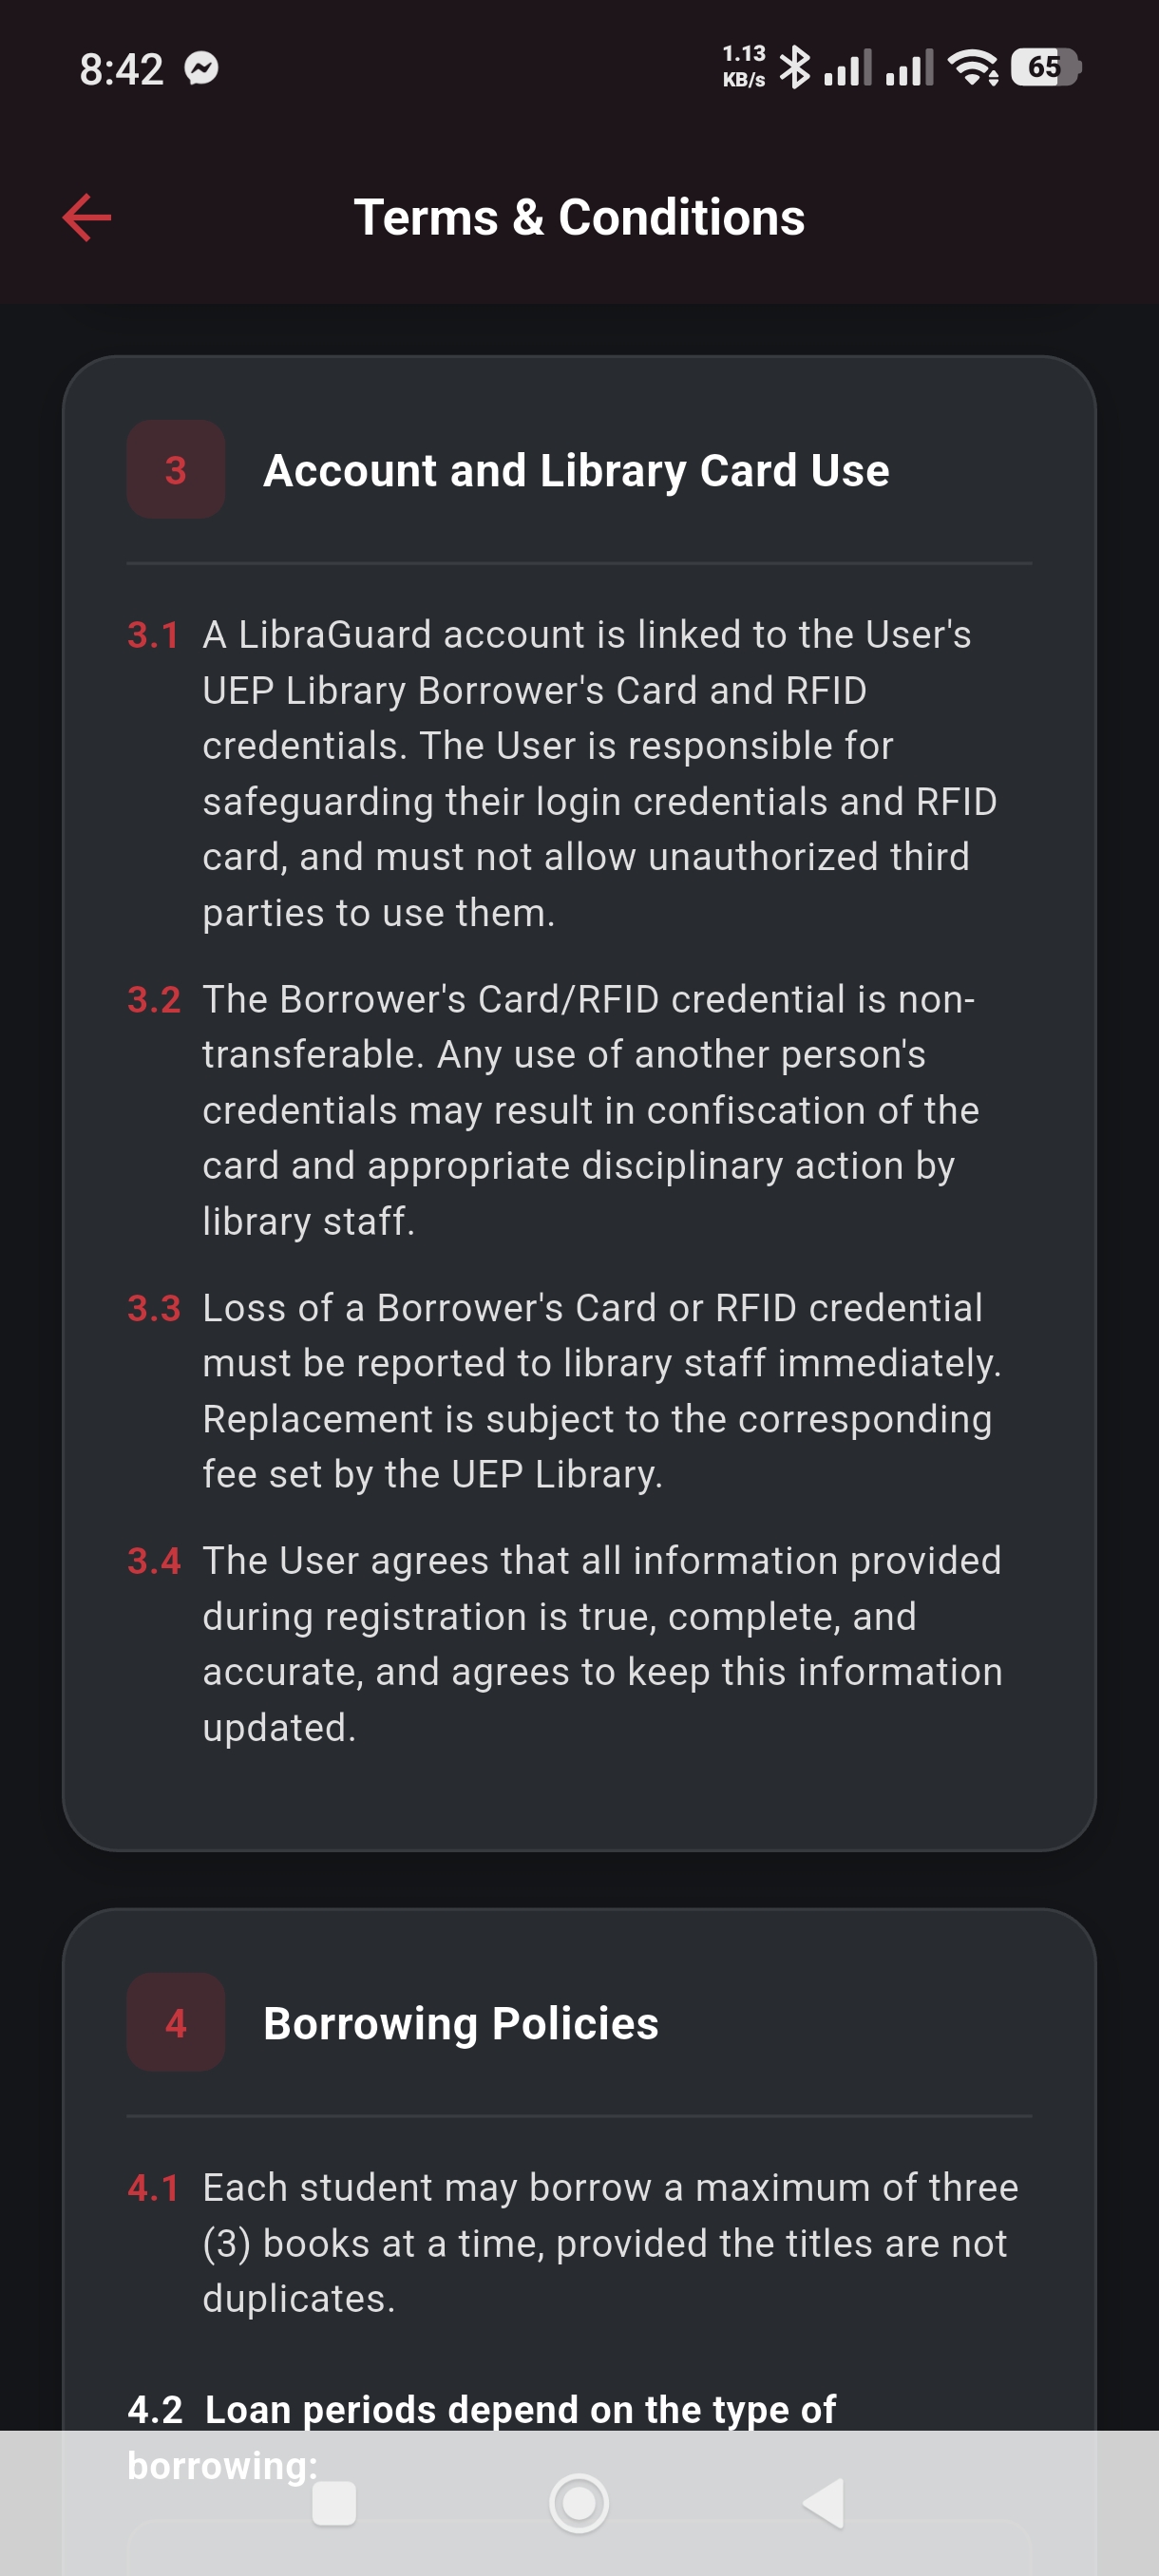 8:42
1.13
KB/s
65
Terms & Conditions
3
Account and Library Card Use
3.1 A LibraGuard account is linked to the User's
UEP Library Borrower's Card and RFID
credentials. The User is responsible for
safeguarding their login credentials and RFID
card, and must not allow unauthorized third
parties to use them.
3.2 The Borrower's Card/RFID credential is non-
transferable. Any use of another person's
credentials may result in confiscation of the
card and appropriate disciplinary action by
library staff.
3.3 Loss of a Borrower's Card or RFID credential
must be reported to library staff immediately.
Replacement is subject to the corresponding
fee set by the UEP Library.
3.4 The User agrees that all information provided
during registration is true, complete, and
accurate, and agrees to keep this information
updated.
4
Borrowing Policies
4.1 Each student may borrow a maximum of three
(3) books at a time, provided the titles are not
duplicates.
4.2 Loan periods depend on the type of
borrowing: